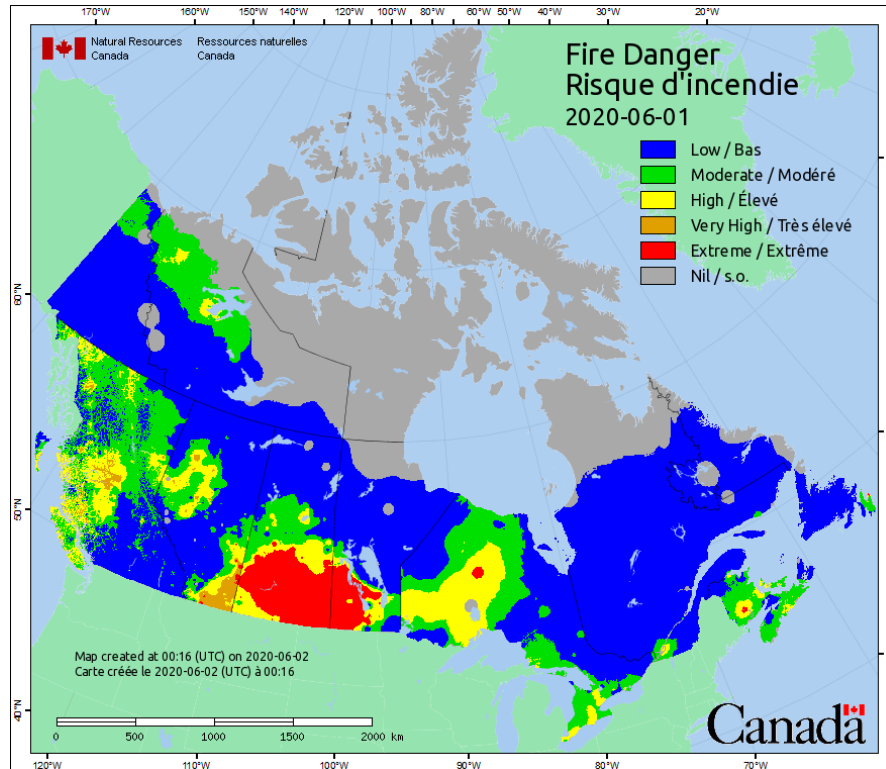 170°W 160°W 150°W 140°W 130°W 120°W 110°W 100°W 90°W 80°W 70°W 60°W 50°W 40°W 30°W 20°W
Natural Resources Ressources naturelles
Canada Canada
Fire Danger
Risque d'incendie
2020-06-01
Low / Bas
Moderate / Modéré
High / Élevé
Very High / Très élevé
Extreme / Extrême
Nil / s.o.
60°N
50°N
40°N
Map created at 00:16 (UTC) on 2020-06-02
Carte créée le 2020-06-02 (UTC) à 00:16
0 500 1000 1500 2000 km
Canada
120°W 110°W 100°W 90°W 80°W 70°W